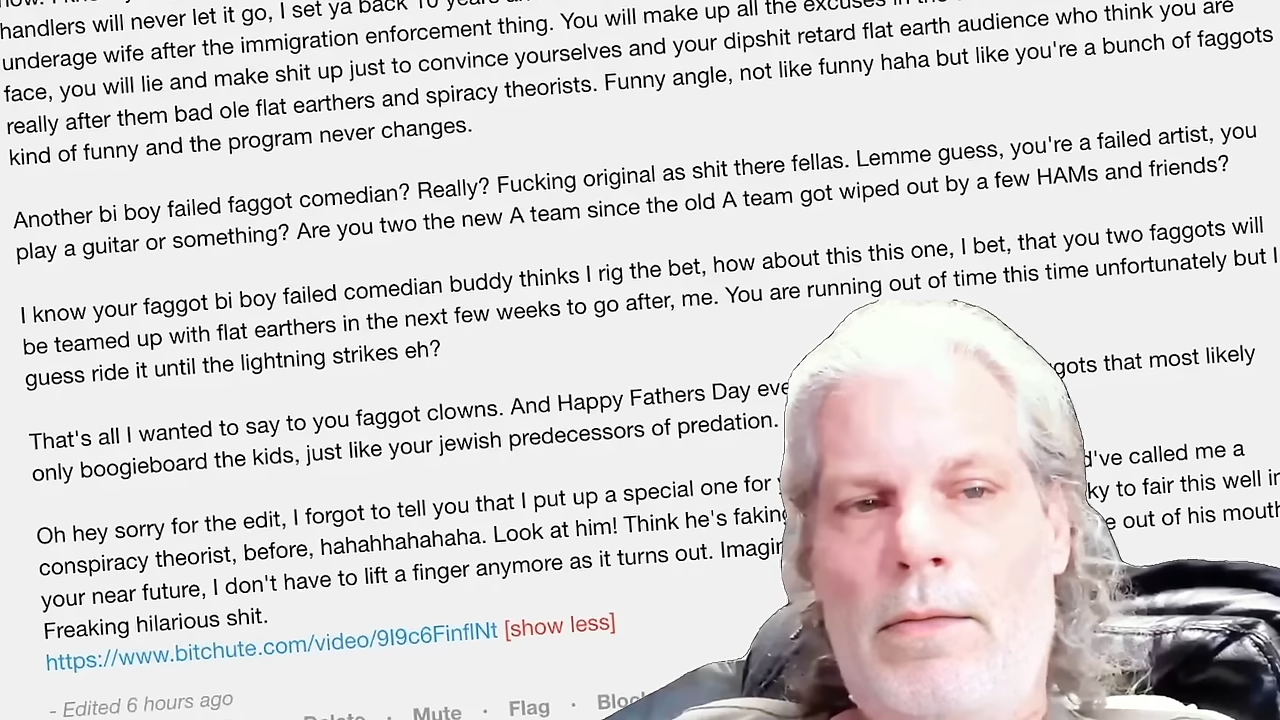 handlers will never let it go, I set ya back 10 years
underage wife after the immigration enforcement thing. You will make up all the excuses in
face, you will lie and make shit up just to convince yourselves and your dipshit retard flat earth audience who think you are
really after them bad ole flat earthers and spiracy theorists. Funny angle, not like funny haha but like you're a bunch of faggots
kind of funny and the program never changes.
Another bi boy failed faggot comedian? Really? Fucking original as shit there fellas. Lemme guess, you're a failed artist, you
play a guitar or something? Are you two the new A team since the old A team got wiped out by a few HAMs and friends?
I know your faggot bi boy failed comedian buddy thinks I rig the bet, how about this this one, I bet, that you two faggots will
be teamed up with flat earthers in the next few weeks to go after, me. You are running out of time this time unfortunately but I
guess ride it until the lightning strikes eh?
That's all I wanted to say to you faggot clowns. And Happy Fathers Day eve gots that most likely
only boogieboard the kids, just like your jewish predecessors of predation.
Oh hey sorry for the edit, I forgot to tell you that I put up a special one for d've called me a
conspiracy theorist, before, hahahhahahaha. Look at him! Think he's faking ky to fair this well in
your near future, I don't have to lift a finger anymore as it turns out. Imagin e out of his mouth
Freaking hilarious shit.
https://www.bitchute.com/video/9I9c6FinfINt [show less]
- Edited 6 hours ago
Delete · Mute · Flag · Bloc